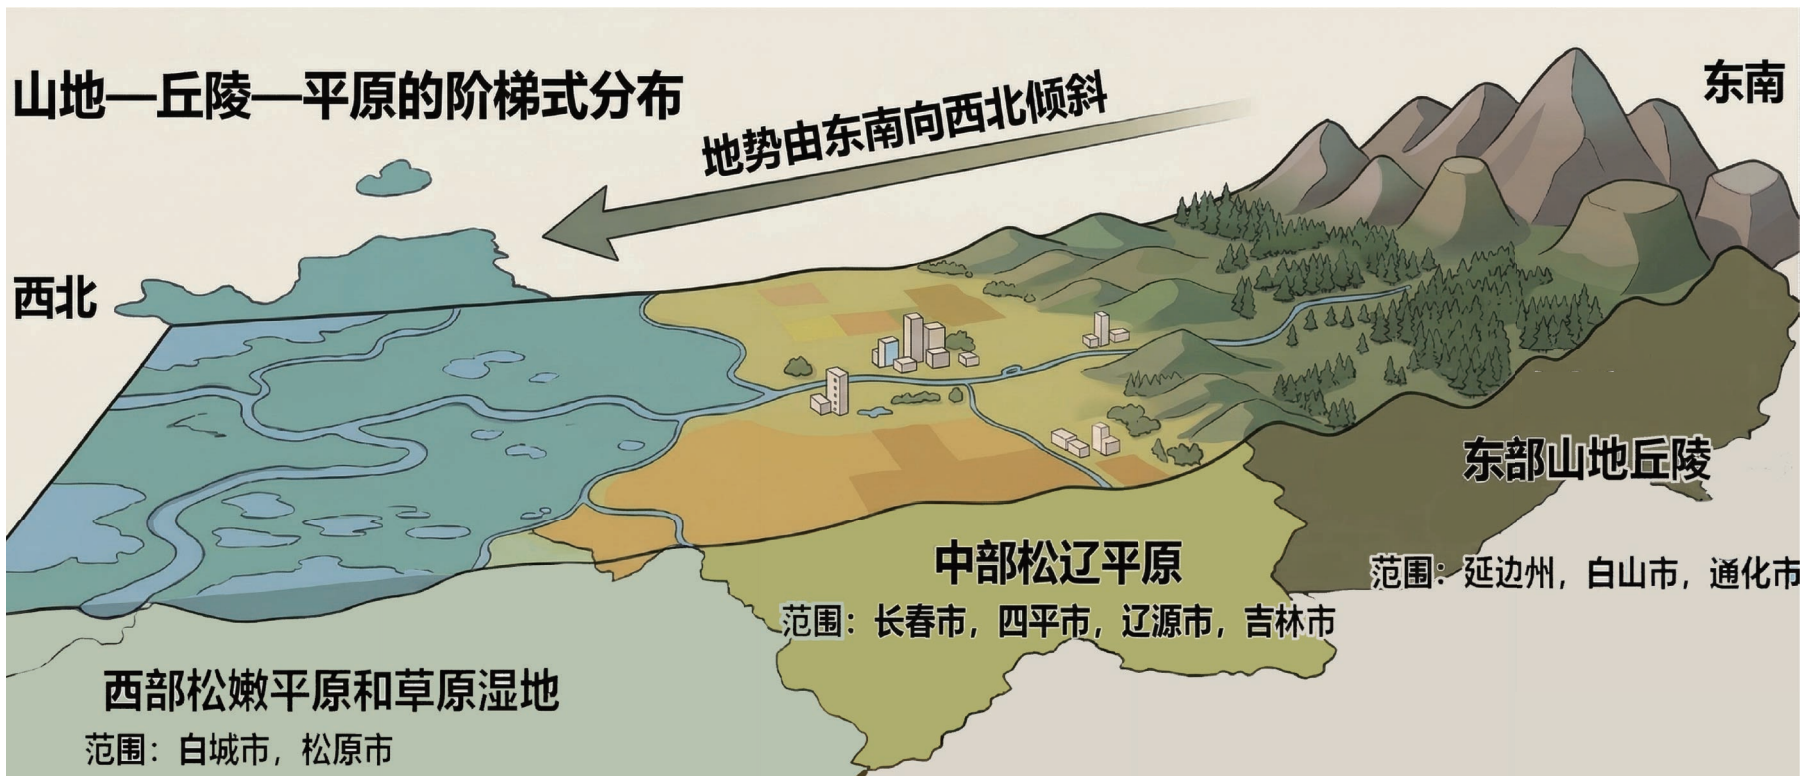 山地—丘陵—平原的阶梯式分布
地势由东南向西北倾斜
东南
西北
东部山地丘陵
范围：延边州，白山市，通化市
中部松辽平原
范围：长春市，四平市，辽源市，吉林市
西部松嫩平原和草原湿地
范围：白城市，松原市